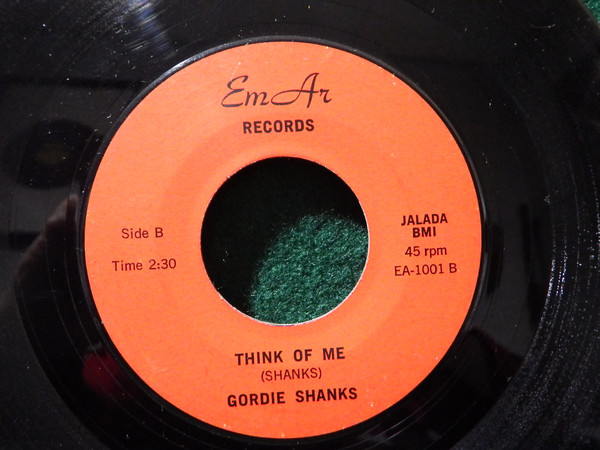 EmAr
RECORDS
Side B
Time 2:30
JALADA
BMI
45 rpm
EA-1001 B
THINK OF ME
(SHANKS)
GORDIE SHANKS